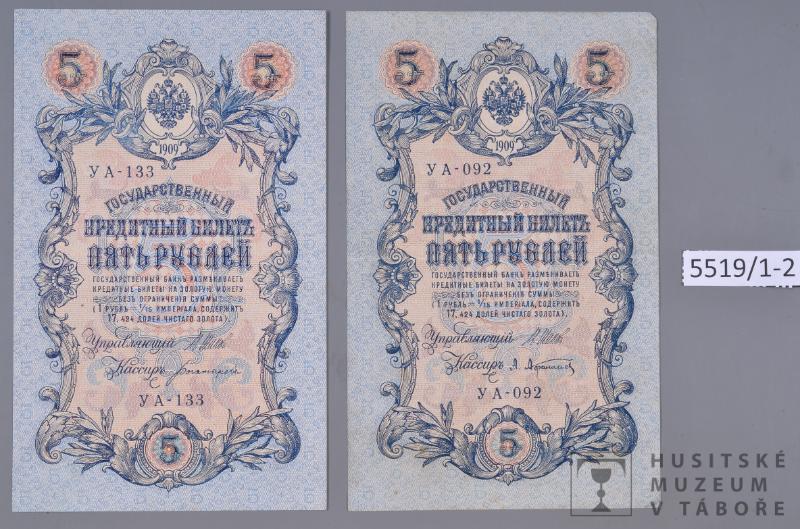 5 5
1909
УА-133
ГОСУДАРСТВЕННЫЙ
КРЕДИТНЫЙ БИЛЕТЪ
ПЯТЬ РУБЛЕЙ
ГОСУДАРСТВЕННЫЙ БАНКЪ РАЗМѢНИВАЕТЪ
КРЕДИТНЫЕ БИЛЕТЫ НА ЗОЛОТУЮ МОНЕТУ
БЕЗЪ ОГРАНИЧЕНІЯ СУММЫ
(1 РУБЛЬ = 1/15 ИМПЕРІАЛА, СОДЕРЖИТЪ
17,424 ДОЛЕЙ ЧИСТАГО ЗОЛОТА).
Управляющій
Кассиръ
УА-133
5
5 5
1909
УА-092
ГОСУДАРСТВЕННЫЙ
КРЕДИТНЫЙ БИЛЕТЪ
ПЯТЬ РУБЛЕЙ
ГОСУДАРСТВЕННЫЙ БАНКЪ РАЗМѢНИВАЕТЪ
КРЕДИТНЫЕ БИЛЕТЫ НА ЗОЛОТУЮ МОНЕТУ
БЕЗЪ ОГРАНИЧЕНІЯ СУММЫ
(1 РУБЛЬ = 1/15 ИМПЕРІАЛА, СОДЕРЖИТЪ
17,424 ДОЛЕЙ ЧИСТАГО ЗОЛОТА).
Управляющій
Кассиръ
УА-092
5
5519/1-2
HUSITSKÉ
MUZEUM
V TÁBOŘE